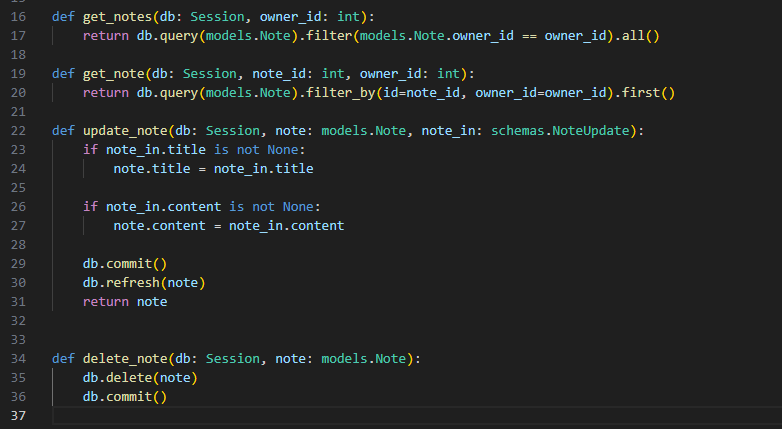 16 def get_notes(db: Session, owner_id: int):
17     return db.query(models.Note).filter(models.Note.owner_id == owner_id).all()
18
19 def get_note(db: Session, note_id: int, owner_id: int):
20     return db.query(models.Note).filter_by(id=note_id, owner_id=owner_id).first()
21
22 def update_note(db: Session, note: models.Note, note_in: schemas.NoteUpdate):
23     if note_in.title is not None:
24         note.title = note_in.title
25
26     if note_in.content is not None:
27         note.content = note_in.content
28
29     db.commit()
30     db.refresh(note)
31     return note
32
33
34 def delete_note(db: Session, note: models.Note):
35     db.delete(note)
36     db.commit()
37